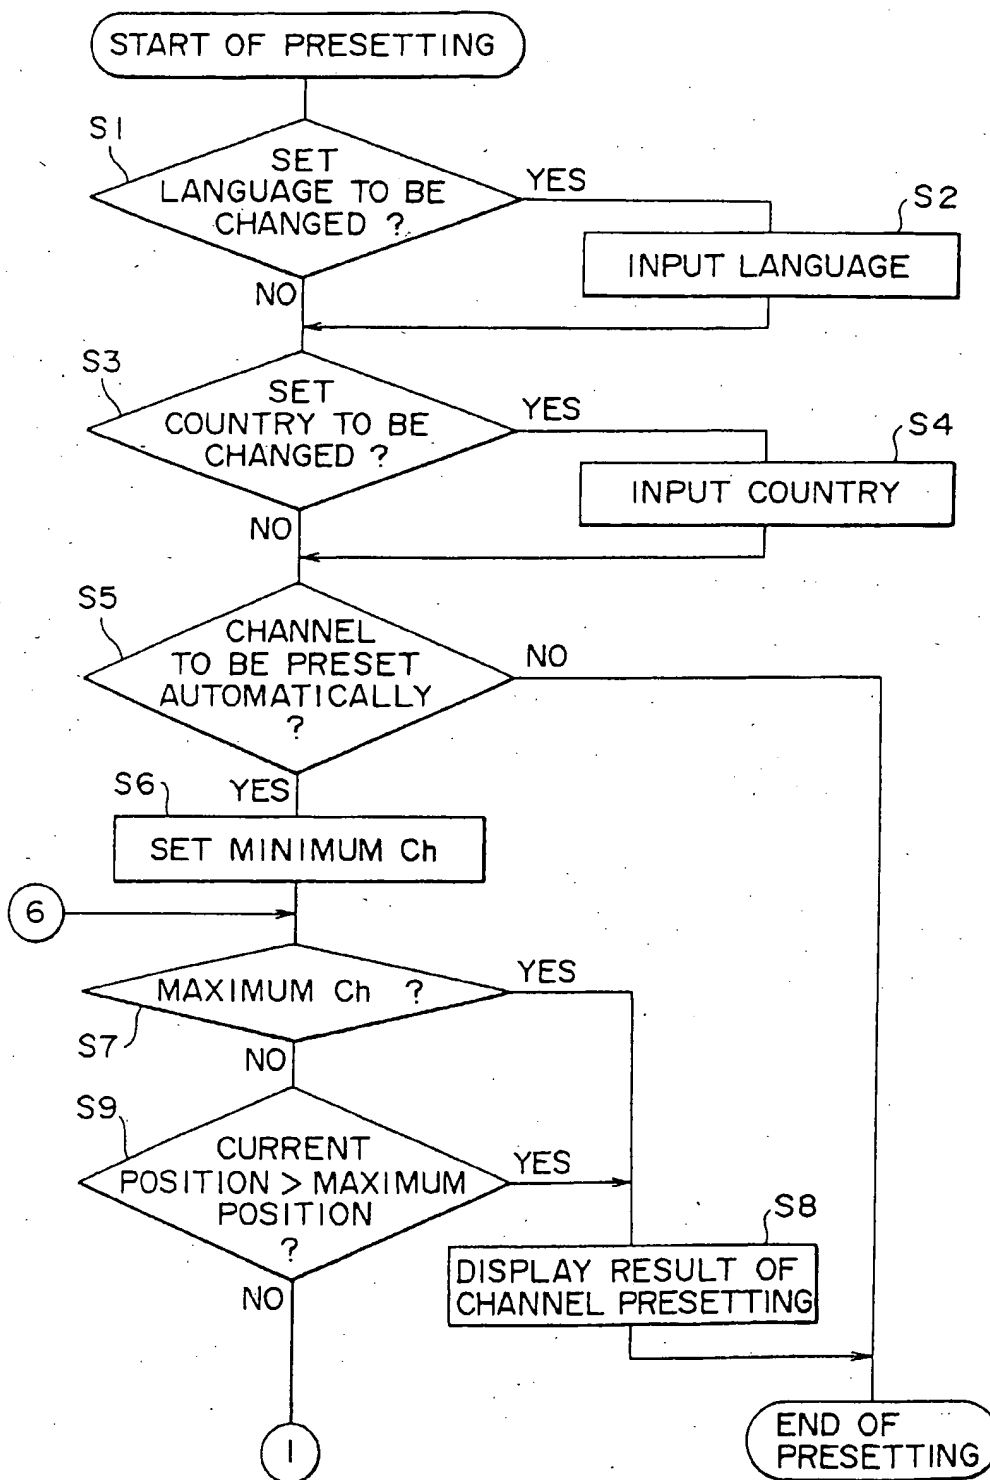 START OF PRESETTING
S1
SET
LANGUAGE TO BE
CHANGED ?
YES
S2
INPUT LANGUAGE
NO
S3
SET
COUNTRY TO BE
CHANGED ?
YES
S4
INPUT COUNTRY
NO
S5
CHANNEL
TO BE PRESET
AUTOMATICALLY
?
NO
YES
S6
SET MINIMUM Ch
6
MAXIMUM Ch ?
YES
S7
NO
S9
CURRENT
POSITION > MAXIMUM
POSITION
?
YES
S8
DISPLAY RESULT OF
CHANNEL PRESETTING
NO
1
END OF
PRESETTING